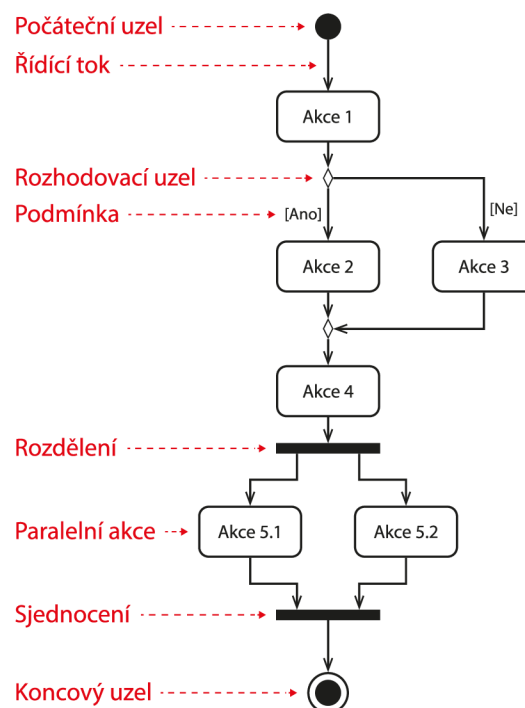 Počáteční uzel
Řídící tok
Akce 1
Rozhodovací uzel
Podmínka
[Ano]
[Ne]
Akce 2
Akce 3
Akce 4
Rozdělení
Paralelní akce
Akce 5.1
Akce 5.2
Sjednocení
Koncový uzel